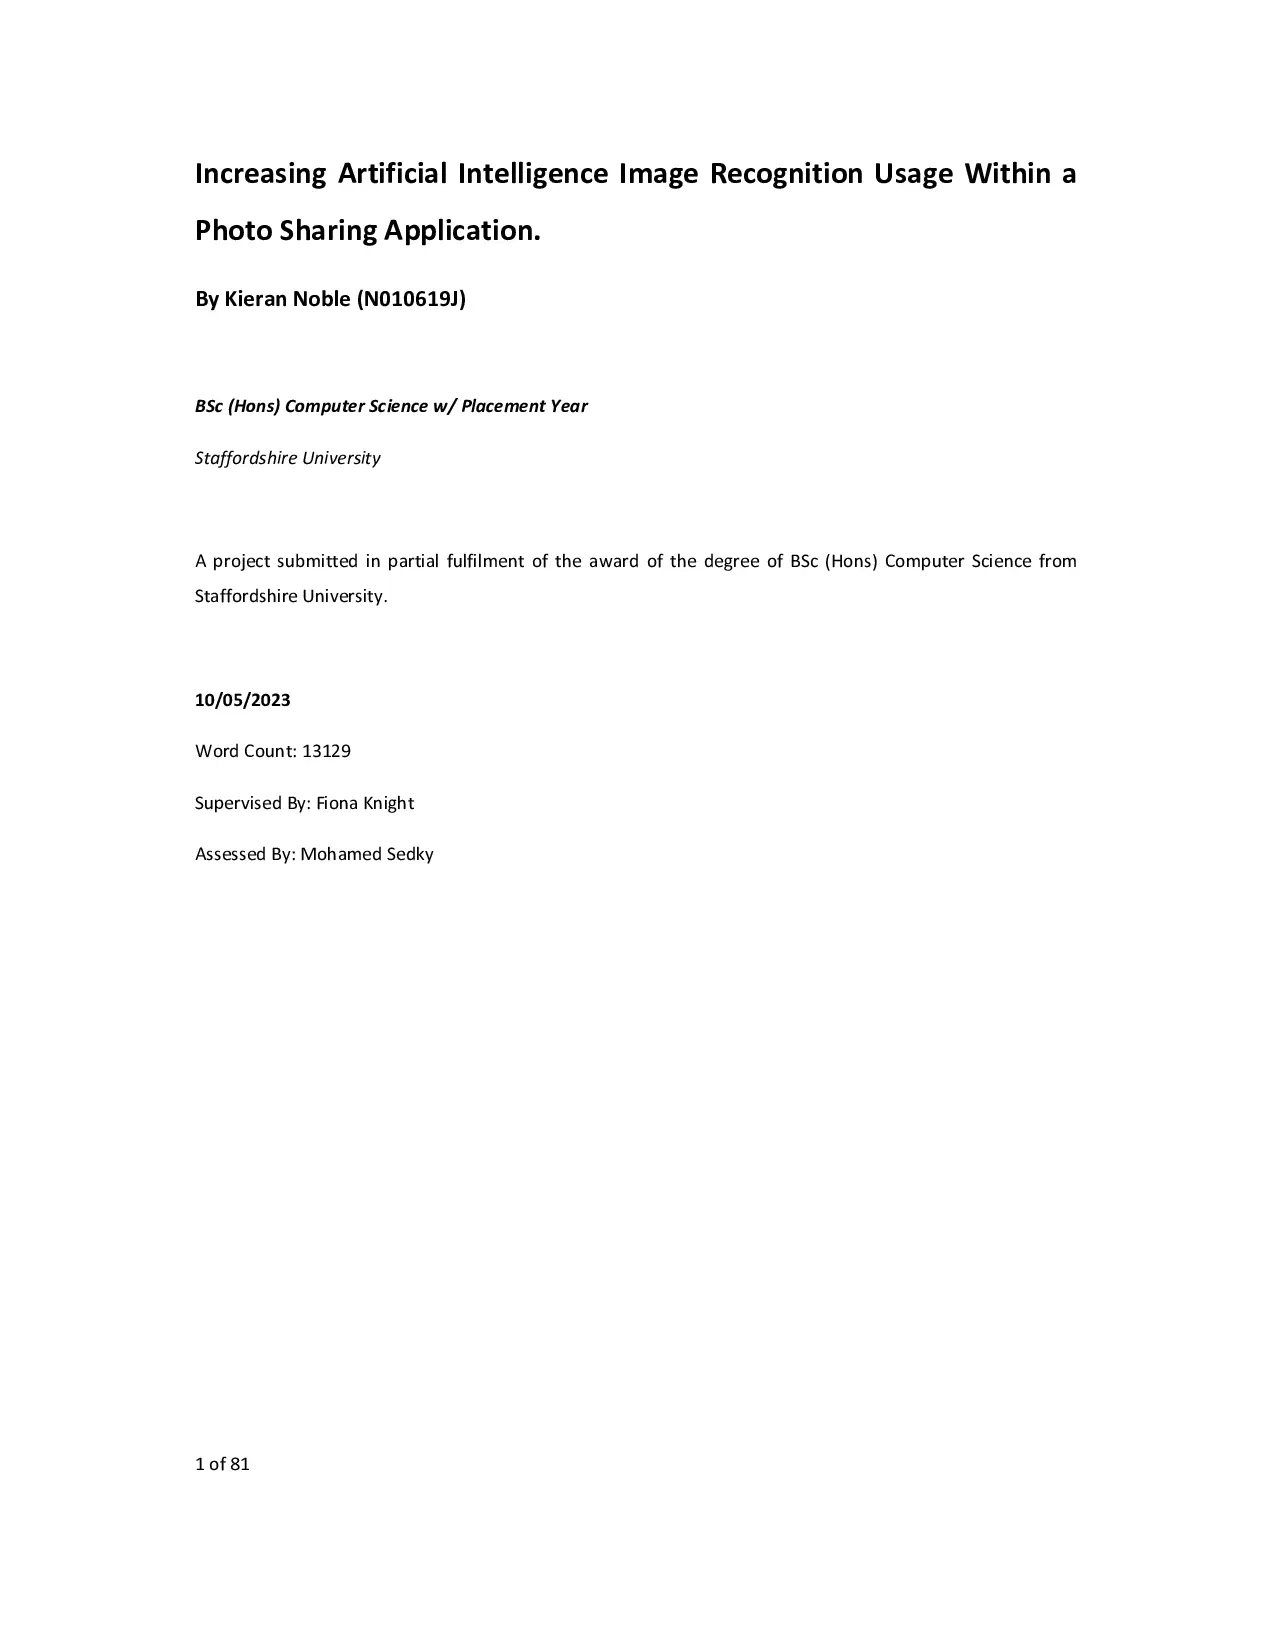 Increasing Artificial Intelligence Image Recognition Usage Within a
Photo Sharing Application.
By Kieran Noble (N010619J)
BSc (Hons) Computer Science w/ Placement Year
Staffordshire University
A project submitted in partial fulfilment of the award of the degree of BSc (Hons) Computer Science from
Staffordshire University.
10/05/2023
Word Count: 13129
Supervised By: Fiona Knight
Assessed By: Mohamed Sedky
1 of 81